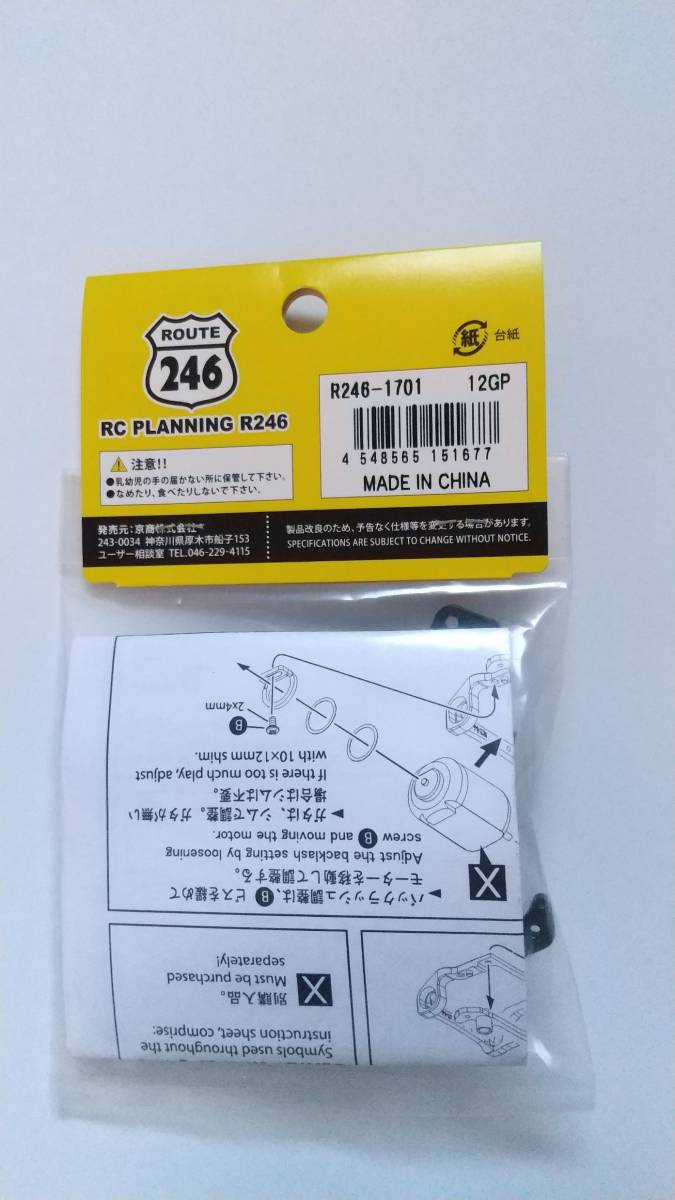 ROUTE
246
RC PLANNING R246
紙 台紙
R246-1701 12GP
4 548565 151677
MADE IN CHINA
注意!!
●乳幼児の手の届かない所に保管して下さい。
●なめたり、食べたりしないで下さい。
発売元:京商株式会社
243-0034 神奈川県厚木市船子153
ユーザー相談室 TEL.046-229-4115
製品改良のため、予告なく仕様等を変更する場合があります。
SPECIFICATIONS ARE SUBJECT TO CHANGE WITHOUT NOTICE.
Symbols used throughout the
instruction sheet, comprise:
X
別購入品。
Must be purchased
separately!
X
►バックラッシュ調整は、B ビスを緩めて
モーターを移動して調整する。
Adjust the backlash setting by loosening
screw B and moving the motor.
►ガタは、シムで調整。ガタが無い
場合はシムは不要。
If there is too much play, adjust
with 10×12mm shim.
B
2x4mm